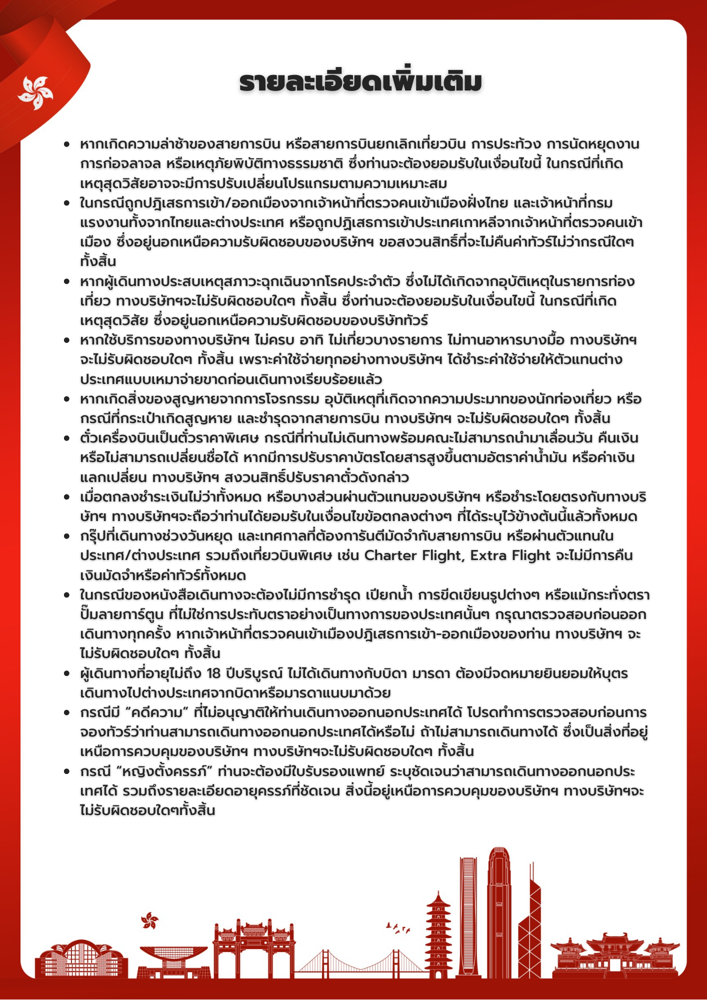 รายละเอียดเพิ่มเติม
• หากเกิดความล่าช้าของสายการบิน หรือสายการบินยกเลิกเที่ยวบิน การประท้วง การนัดหยุดงาน
การก่อจลาจล หรือเหตุภัยพิบัติทางธรรมชาติ ซึ่งท่านจะต้องยอมรับในเงื่อนไขนี้ ในกรณีที่เกิด
เหตุสุดวิสัยอาจจะมีการปรับเปลี่ยนโปรแกรมตามความเหมาะสม
• ในกรณีถูกปฎิเสธการเข้า/ออกเมืองจากเจ้าหน้าที่ตรวจคนเข้าเมืองฝั่งไทย และเจ้าหน้าที่กรม
แรงงานทั้งจากไทยและต่างประเทศ หรือถูกปฏิเสธการเข้าประเทศเกาหลีจากเจ้าหน้าที่ตรวจคนเข้า
เมือง ซึ่งอยู่นอกเหนือความรับผิดชอบของบริษัทฯ ขอสงวนสิทธิ์ที่จะไม่คืนค่าทัวร์ไม่ว่ากรณีใดๆ
ทั้งสิ้น
• หากผู้เดินทางประสบเหตุสภาวะฉุกเฉินจากโรคประจำตัว ซึ่งไม่ได้เกิดจากอุบัติเหตุในรายการท่อง
เที่ยว ทางบริษัทฯจะไม่รับผิดชอบใดๆ ทั้งสิ้น ซึ่งท่านจะต้องยอมรับในเงื่อนไขนี้ ในกรณีที่เกิด
เหตุสุดวิสัย ซึ่งอยู่นอกเหนือความรับผิดชอบของบริษัททัวร์
• หากใช้บริการของทางบริษัทฯ ไม่ครบ อาทิ ไม่เที่ยวบางรายการ ไม่ทานอาหารบางมื้อ ทางบริษัทฯ
จะไม่รับผิดชอบใดๆ ทั้งสิ้น เพราะค่าใช้จ่ายทุกอย่างทางบริษัทฯ ได้ชำระค่าใช้จ่ายให้ตัวแทนต่าง
ประเทศแบบเหมาจ่ายขาดก่อนเดินทางเรียบร้อยแล้ว
• หากเกิดสิ่งของสูญหายจากการโจรกรรม อุบัติเหตุที่เกิดจากความประมาทของนักท่องเที่ยว หรือ
กรณีที่กระเป๋าเกิดสูญหาย และชำรุดจากสายการบิน ทางบริษัทฯ จะไม่รับผิดชอบใดๆ ทั้งสิ้น
• ตั๋วเครื่องบินเป็นตั๋วราคาพิเศษ กรณีที่ท่านไม่เดินทางพร้อมคณะไม่สามารถนำมาเลื่อนวัน คืนเงิน
หรือไม่สามารถเปลี่ยนชื่อได้ หากมีการปรับราคาบัตรโดยสารสูงขึ้นตามอัตราค่าน้ำมัน หรือค่าเงิน
แลกเปลี่ยน ทางบริษัทฯ สงวนสิทธิ์ปรับราคาตั๋วดังกล่าว
• เมื่อตกลงชำระเงินไม่ว่าทั้งหมด หรือบางส่วนผ่านตัวแทนของบริษัทฯ หรือชำระโดยตรงกับทางบริ
ษัทฯ ทางบริษัทฯจะถือว่าท่านได้ยอมรับในเงื่อนไขข้อตกลงต่างๆ ที่ได้ระบุไว้ข้างต้นนี้แล้วทั้งหมด
• กรุ๊ปที่เดินทางช่วงวันหยุด และเทศกาลที่ต้องการันตีมัดจำกับสายการบิน หรือผ่านตัวแทนใน
ประเทศ/ต่างประเทศ รวมถึงเที่ยวบินพิเศษ เช่น Charter Flight, Extra Flight จะไม่มีการคืน
เงินมัดจำหรือค่าทัวร์ทั้งหมด
• ในกรณีของหนังสือเดินทางจะต้องไม่มีการชำรุด เปียกน้ำ การขีดเขียนรูปต่างๆ หรือแม้กระทั่งตรา
ปั๊มลายการ์ตูน ที่ไม่ใช่การประทับตราอย่างเป็นทางการของประเทศนั้นๆ กรุณาตรวจสอบก่อนออก
เดินทางทุกครั้ง หากเจ้าหน้าที่ตรวจคนเข้าเมืองปฎิเสธการเข้า-ออกเมืองของท่าน ทางบริษัทฯ จะ
ไม่รับผิดชอบใดๆ ทั้งสิ้น
• ผู้เดินทางที่อายุไม่ถึง 18 ปีบริบูรณ์ ไม่ได้เดินทางกับบิดา มารดา ต้องมีจดหมายยินยอมให้บุตร
เดินทางไปต่างประเทศจากบิดาหรือมารดาแนบมาด้วย
• กรณีมี “คดีความ” ที่ไม่อนุญาติให้ท่านเดินทางออกนอกประเทศได้ โปรดทำการตรวจสอบก่อนการ
จองทัวร์ว่าท่านสามารถเดินทางออกนอกประเทศได้หรือไม่ ถ้าไม่สามารถเดินทางได้ ซึ่งเป็นสิ่งที่อยู่
เหนือการควบคุมของบริษัทฯ ทางบริษัทฯจะไม่รับผิดชอบใดๆ ทั้งสิ้น
• กรณี “หญิงตั้งครรภ์” ท่านจะต้องมีใบรับรองแพทย์ ระบุชัดเจนว่าสามารถเดินทางออกนอกประ
เทศได้ รวมถึงรายละเอียดอายุครรภ์ที่ชัดเจน สิ่งนี้อยู่เหนือการควบคุมของบริษัทฯ ทางบริษัทฯจะ
ไม่รับผิดชอบใดๆทั้งสิ้น